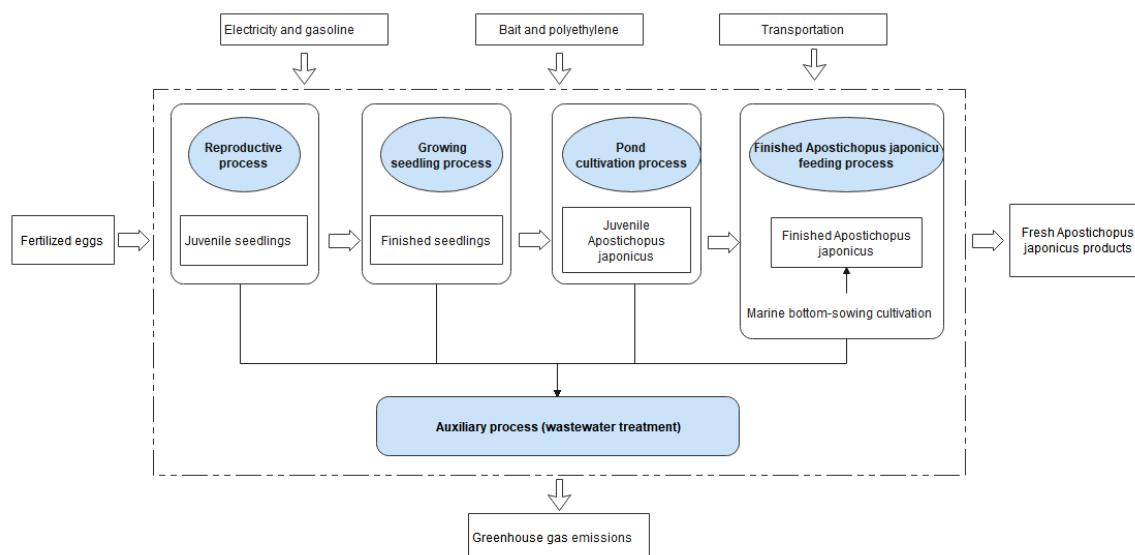 Electricity and gasoline
Bait and polyethylene
Transportation
Reproductive
process
Growing
seedling process
Pond
cultivation process
Finished Apostichopus japonicu
feeding process
Fertilized eggs
Juvenile seedlings
Finished seedlings
Juvenile
Apostichopus
japonicus
Finished Apostichopus
japonicus
Marine bottom-sowing cultivation
Fresh Apostichopus
japonicus products
Auxiliary process (wastewater treatment)
Greenhouse gas emissions